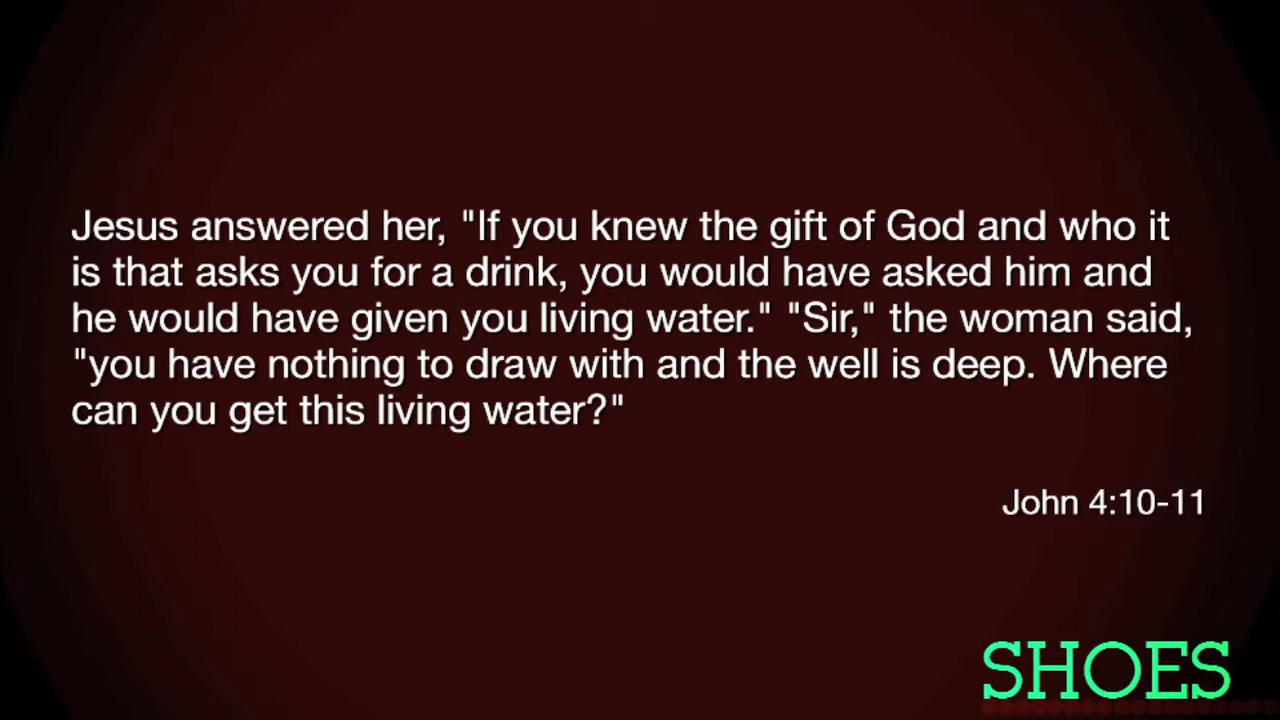 Jesus answered her, "If you knew the gift of God and who it
is that asks you for a drink, you would have asked him and
he would have given you living water." "Sir," the woman said,
"you have nothing to draw with and the well is deep. Where
can you get this living water?"
John 4:10-11
SHOES